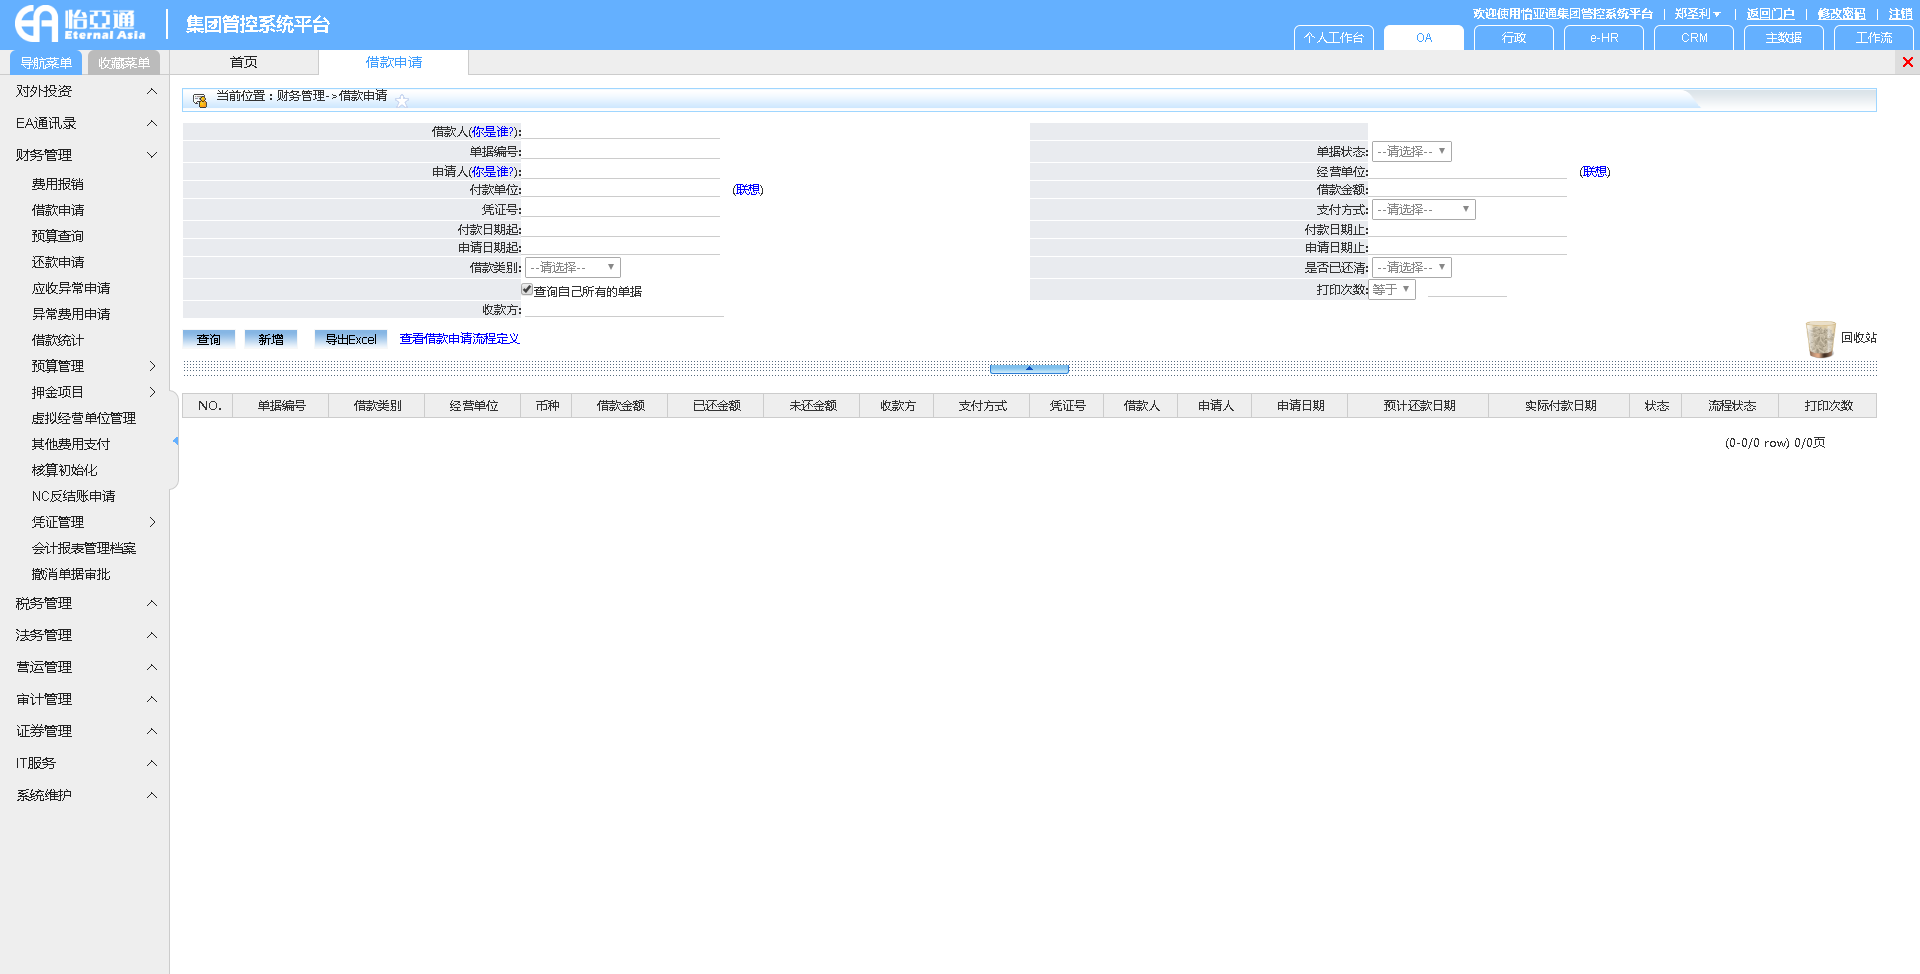 怡亞通
Eternal Asia
集团管控系统平台
欢迎使用怡亚通集团管控系统平台 | 郑圣利▼ | 返回门户 | 修改密码 | 注销
个人工作台 OA 行政 e-HR CRM 主数据 工作流
导航菜单 收藏菜单 首页 借款申请
对外投资
EA通讯录
财务管理
费用报销
借款申请
预算查询
还款申请
应收异常申请
异常费用申请
借款统计
预算管理
押金项目
虚拟经营单位管理
其他费用支付
核算初始化
NC反结账申请
凭证管理
会计报表管理档案
撤消单据审批
税务管理
法务管理
营运管理
审计管理
证券管理
IT服务
系统维护
当前位置：财务管理->借款申请
借款人(你是谁?):
单据编号: 单据状态: --请选择--
申请人(你是谁?): 经营单位: (联想)
付款单位: (联想) 借款金额:
凭证号: 支付方式: --请选择--
付款日期起: 付款日期止:
申请日期起: 申请日期止:
借款类别: --请选择-- 是否已还清: --请选择--
查询自己所有的单据 打印次数: 等于
收款方:
查询 新增 导出Excel 查看借款申请流程定义 回收站
NO. 单据编号 借款类别 经营单位 币种 借款金额 已还金额 未还金额 收款方 支付方式 凭证号 借款人 申请人 申请日期 预计还款日期 实际付款日期 状态 流程状态 打印次数
(0-0/0 row) 0/0页